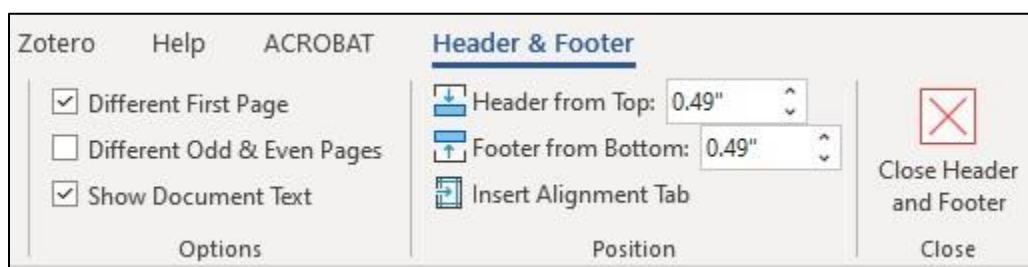 Zotero Help ACROBAT Header & Footer
Different First Page
Different Odd & Even Pages
Show Document Text
Options
Header from Top: 0.49"
Footer from Bottom: 0.49"
Insert Alignment Tab
Position
Close Header
and Footer
Close